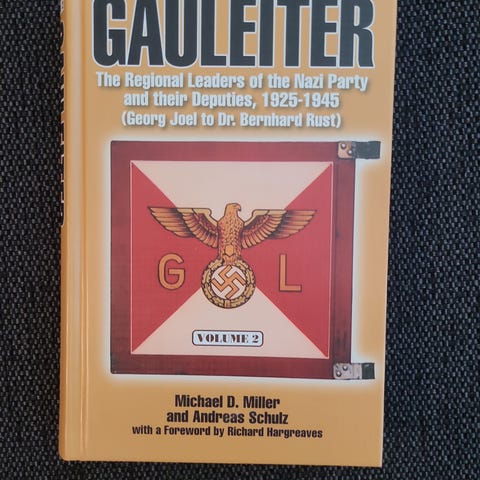 GAULEITER
The Regional Leaders of the Nazi Party
and their Deputies, 1925-1945
(Georg Joel to Dr. Bernhard Rust)
G L
VOLUME 2
Michael D. Miller
and Andreas Schulz
with a Foreword by Richard Hargreaves